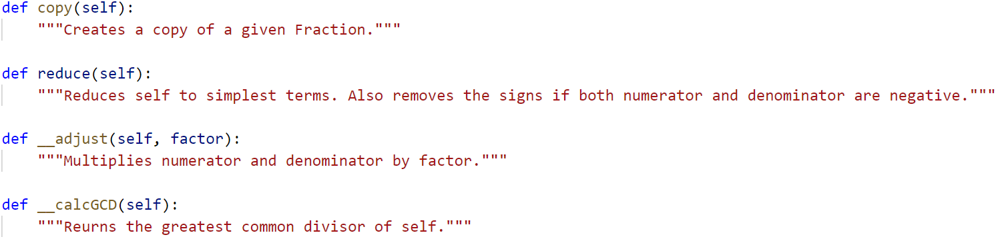 def copy(self):
    """Creates a copy of a given Fraction."""
def reduce(self):
    """Reduces self to simplest terms. Also removes the signs if both numerator and denominator are negative."""
def __adjust(self, factor):
    """Multiplies numerator and denominator by factor."""
def __calcGCD(self):
    """Reurns the greatest common divisor of self."""